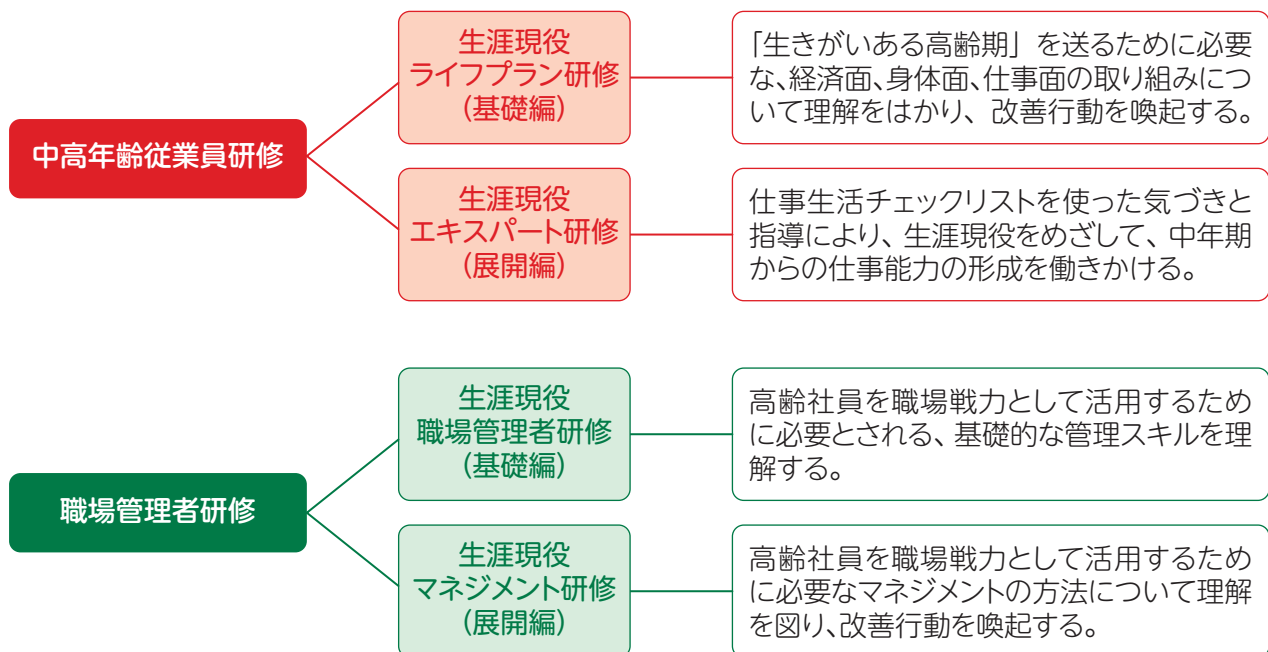 中高年齢従業員研修
生涯現役
ライフプラン研修
(基礎編)
「生きがいある高齢期」を送るために必要
な、経済面、身体面、仕事面の取り組みにつ
いて理解をはかり、改善行動を喚起する。
生涯現役
エキスパート研修
(展開編)
仕事生活チェックリストを使った気づきと
指導により、生涯現役をめざして、中年期
からの仕事能力の形成を働きかける。
職場管理者研修
生涯現役
職場管理者研修
(基礎編)
高齢社員を職場戦力として活用するため
に必要とされる、基礎的な管理スキルを理
解する。
生涯現役
マネジメント研修
(展開編)
高齢社員を職場戦力として活用するため
に必要なマネジメントの方法について理解
を図り、改善行動を喚起する。